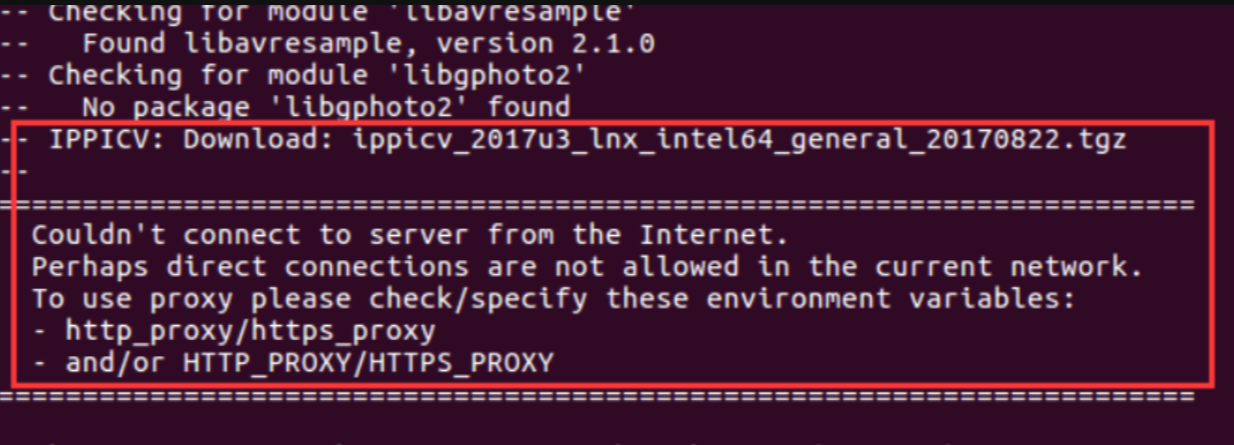 -- Checking for module 'libavresample'
--   Found libavresample, version 2.1.0
-- Checking for module 'libgphoto2'
--   No package 'libgphoto2' found
-- IPPICV: Download: ippicv_2017u3_lnx_intel64_general_20170822.tgz
--
=======================================================================
  Couldn't connect to server from the Internet.
  Perhaps direct connections are not allowed in the current network.
  To use proxy please check/specify these environment variables:
  - http_proxy/https_proxy
  - and/or HTTP_PROXY/HTTPS_PROXY
=======================================================================